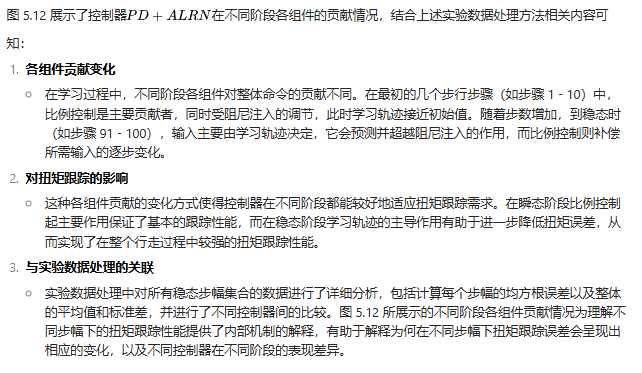 图 5.12 展示了控制器PD + ALRN在不同阶段各组件的贡献情况，结合上述实验数据处理方法相关内容可
知：
1. 各组件贡献变化
○ 在学习过程中，不同阶段各组件对整体命令的贡献不同。在最初的几个步行步骤（如步骤 1 - 10）中，
比例控制是主要贡献者，同时受阻尼注入的调节，此时学习轨迹接近初始值。随着步数增加，到稳态时
（如步骤 91 - 100），输入主要由学习轨迹决定，它会预测并超越阻尼注入的作用，而比例控制则补偿
所需输入的逐步变化。
2. 对扭矩跟踪的影响
○ 这种各组件贡献的变化方式使得控制器在不同阶段都能较好地适应扭矩跟踪需求。在瞬态阶段比例控制
起主要作用保证了基本的跟踪性能，而在稳态阶段学习轨迹的主导作用有助于进一步降低扭矩误差，从
而实现了在整个行走过程中较强的扭矩跟踪性能。
3. 与实验数据处理的关联
○ 实验数据处理中对所有稳态步幅集合的数据进行了详细分析，包括计算每个步幅的均方根误差以及整体
的平均值和标准差，并进行了不同控制器间的比较。图 5.12 所展示的不同阶段各组件贡献情况为理解不
同步幅下的扭矩跟踪性能提供了内部机制的解释，有助于解释为何在不同步幅下扭矩跟踪误差会呈现出
相应的变化，以及不同控制器在不同阶段的表现差异。